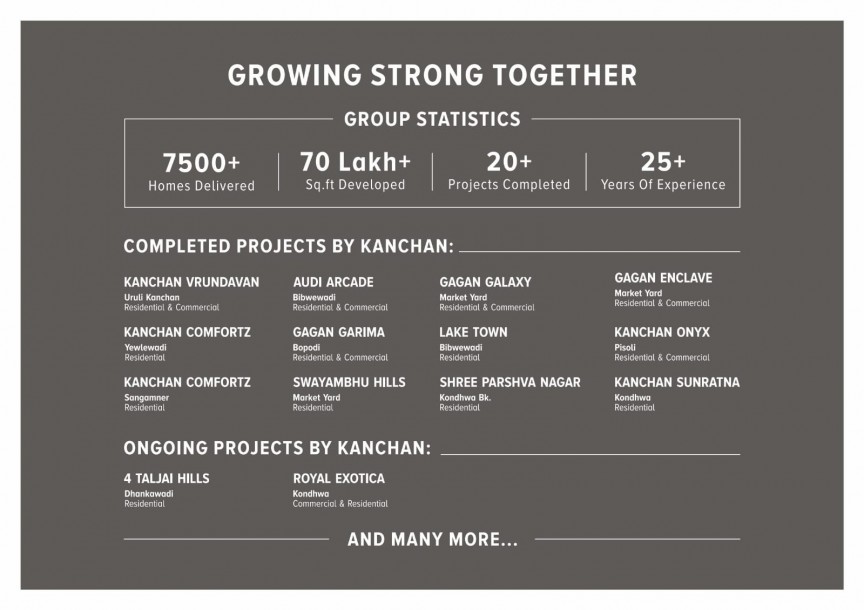 GROWING STRONG TOGETHER
GROUP STATISTICS
7500+
Homes Delivered
70 Lakh+
Sq.ft Developed
20+
Projects Completed
25+
Years Of Experience
COMPLETED PROJECTS BY KANCHAN:
KANCHAN VRUNDAVAN
Uruli Kanchan
Residential & Commercial
AUDI ARCADE
Bibwewadi
Residential & Commercial
GAGAN GALAXY
Market Yard
Residential & Commercial
GAGAN ENCLAVE
Market Yard
Residential & Commercial
KANCHAN COMFORTZ
Yewlewadi
Residential
GAGAN GARIMA
Bopodi
Residential & Commercial
LAKE TOWN
Bibwewadi
Residential
KANCHAN ONYX
Pisoli
Residential & Commercial
KANCHAN COMFORTZ
Sangamner
Residential
SWAYAMBHU HILLS
Market Yard
Residential
SHREE PARSHVA NAGAR
Kondhwa Bk.
Residential
KANCHAN SUNRATNA
Kondhwa
Residential
ONGOING PROJECTS BY KANCHAN:
4 TALJAI HILLS
Dhankawadi
Residential
ROYAL EXOTICA
Kondhwa
Commercial & Residential
AND MANY MORE...